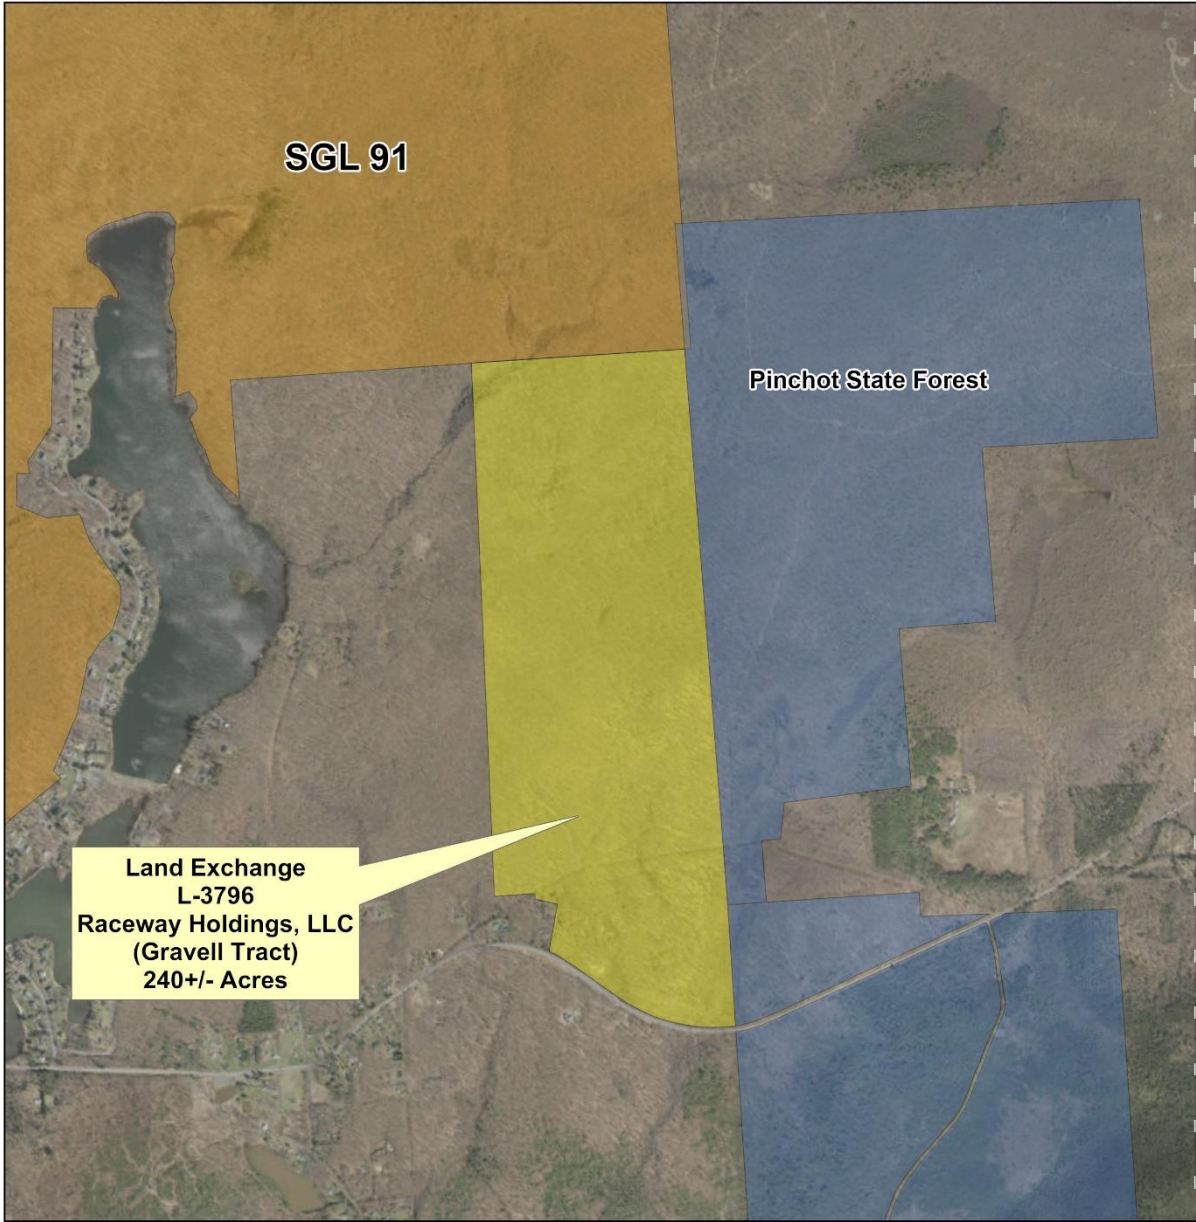 SGL 91
Pinchot State Forest
Land Exchange
L-3796
Raceway Holdings, LLC
(Gravell Tract)
240+/- Acres